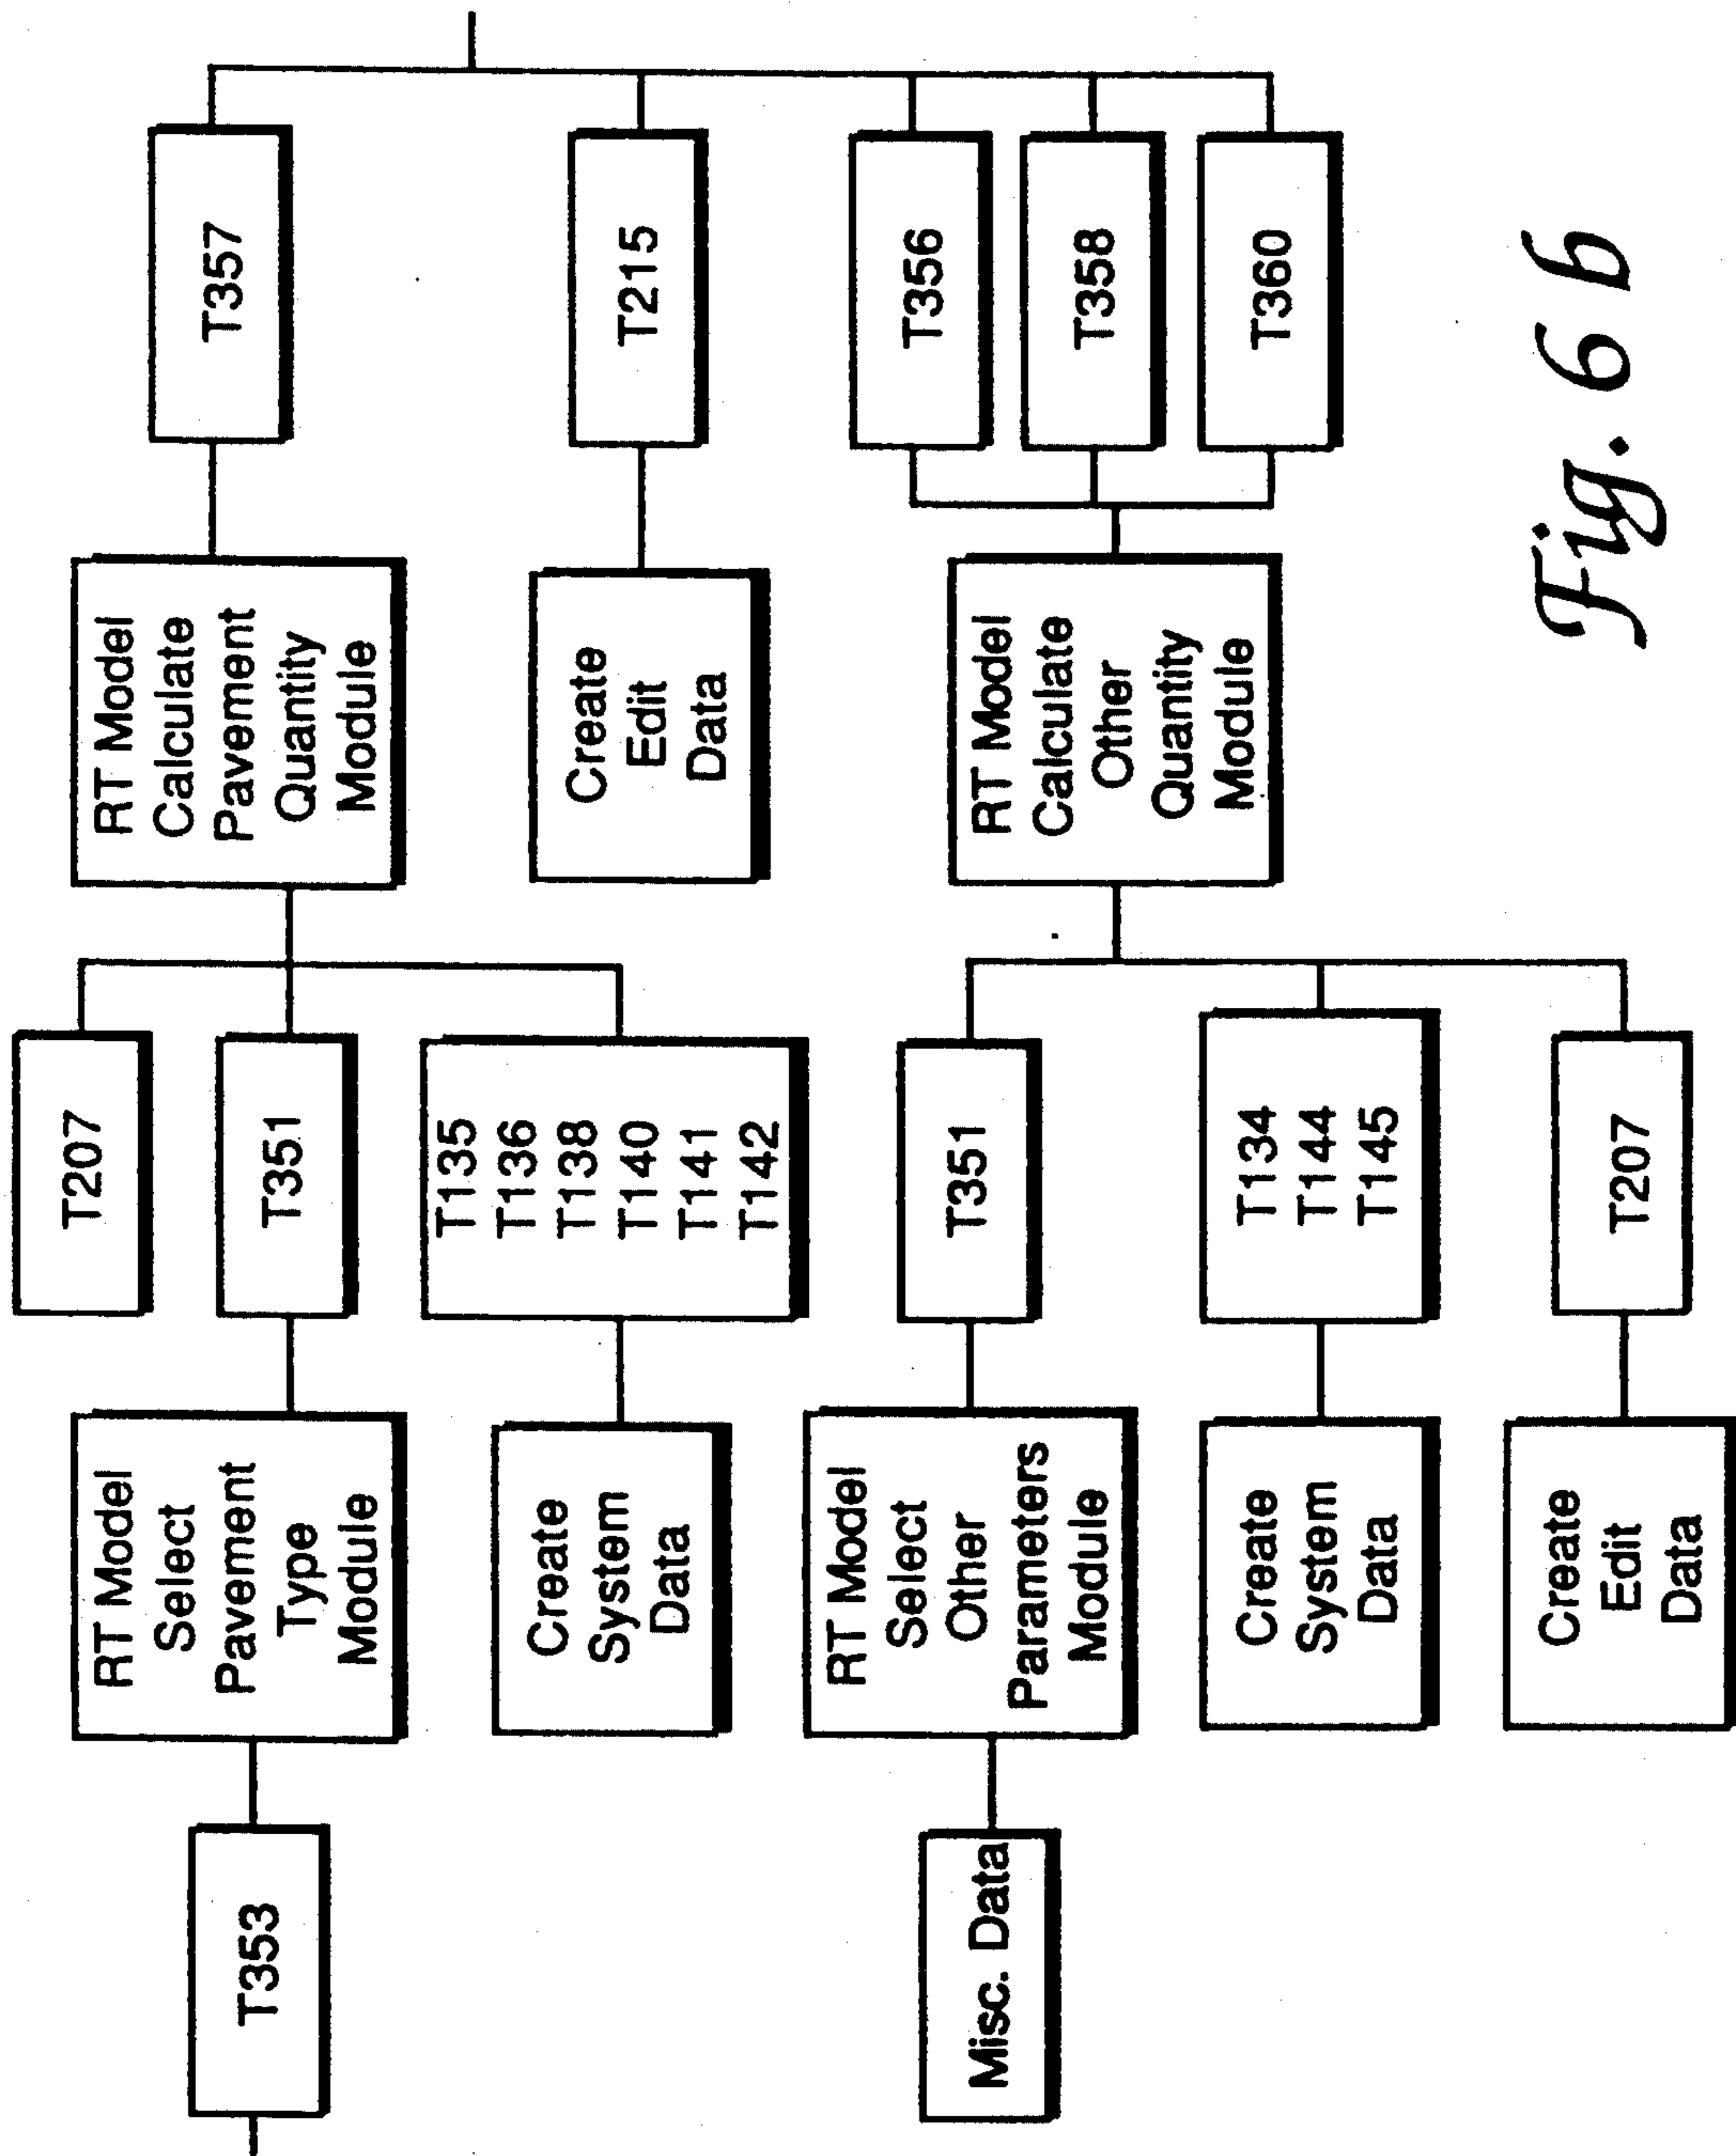 T353
RT Model
Select
Pavement
Type
Module
T207
T351
Create
System
Data
T135
T136
T138
T140
T141
T142
RT Model
Calculate
Pavement
Quantity
Module
T357
Create
Edit
Data
T215
Misc. Data
RT Model
Select
Other
Parameters
Module
T351
Create
System
Data
T134
T144
T145
Create
Edit
Data
T207
RT Model
Calculate
Other
Quantity
Module
T356
T358
T360
Fig. 6 b